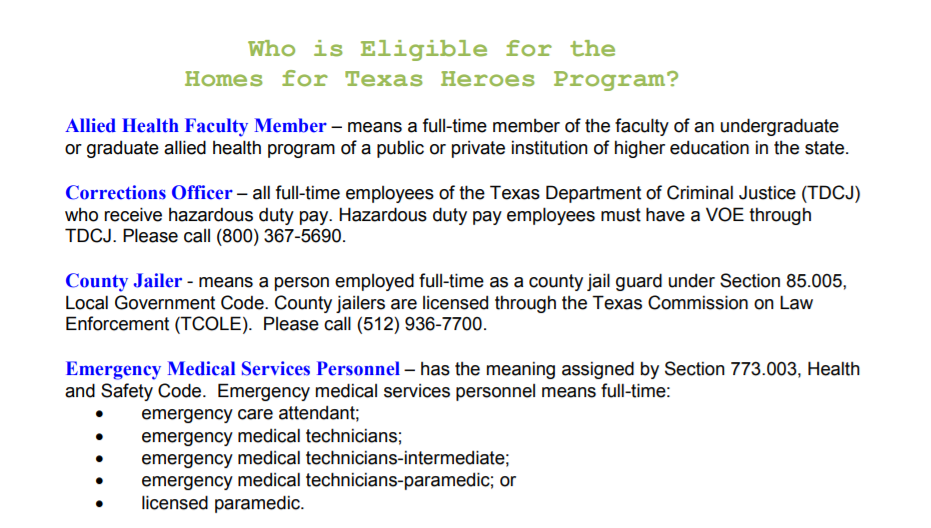 Who is Eligible for the
Homes for Texas Heroes Program?
Allied Health Faculty Member – means a full-time member of the faculty of an undergraduate
or graduate allied health program of a public or private institution of higher education in the state.
Corrections Officer – all full-time employees of the Texas Department of Criminal Justice (TDCJ)
who receive hazardous duty pay. Hazardous duty pay employees must have a VOE through
TDCJ. Please call (800) 367-5690.
County Jailer - means a person employed full-time as a county jail guard under Section 85.005,
Local Government Code. County jailers are licensed through the Texas Commission on Law
Enforcement (TCOLE).  Please call (512) 936-7700.
Emergency Medical Services Personnel – has the meaning assigned by Section 773.003, Health
and Safety Code.  Emergency medical services personnel means full-time:
• emergency care attendant;
• emergency medical technicians;
• emergency medical technicians-intermediate;
• emergency medical technicians-paramedic; or
• licensed paramedic.